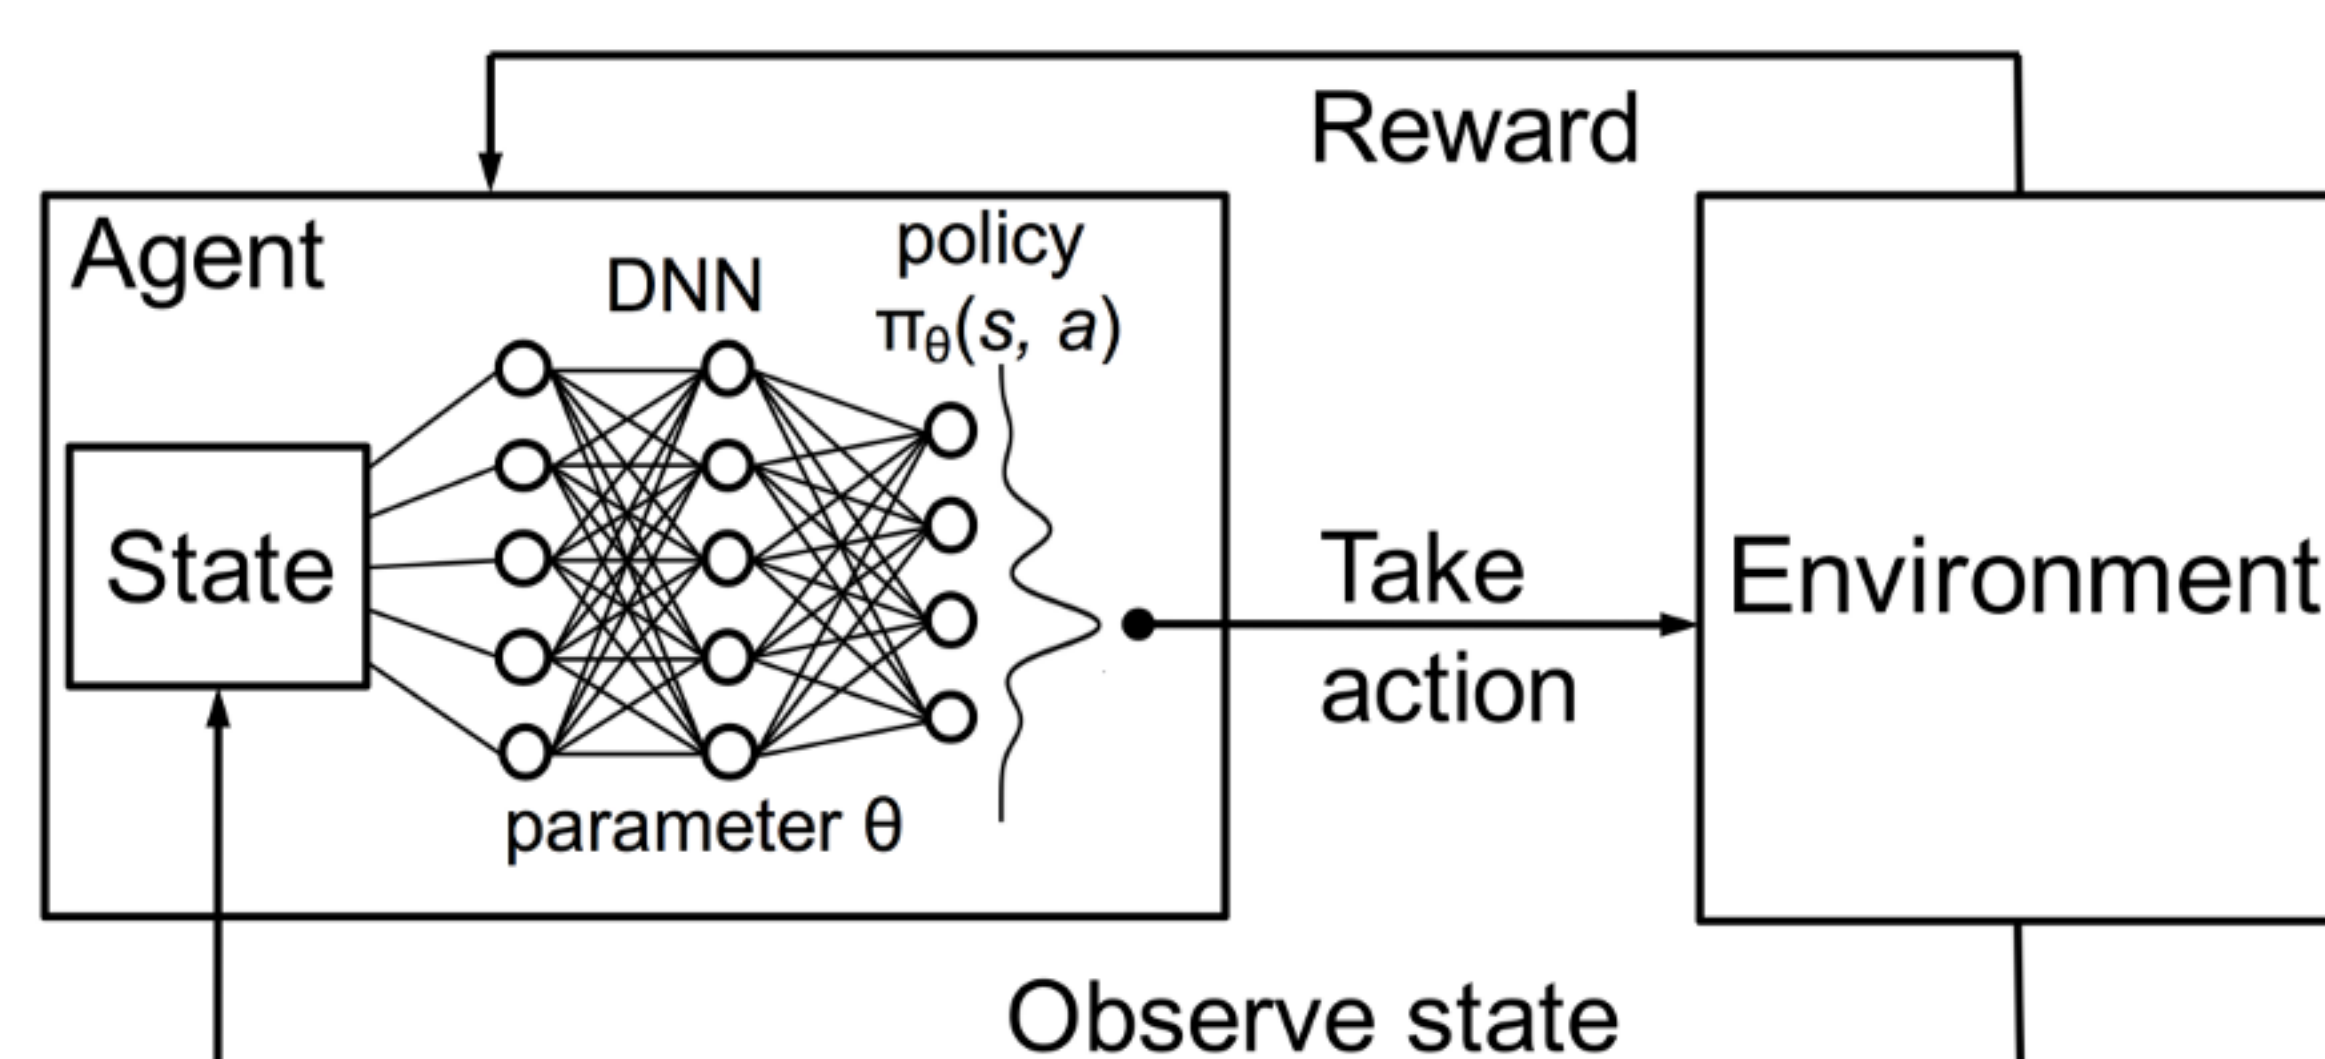 Reward
Agent
policy
DNN
πθ(s, a)
State
Take
action
Environment
parameter θ
Observe state